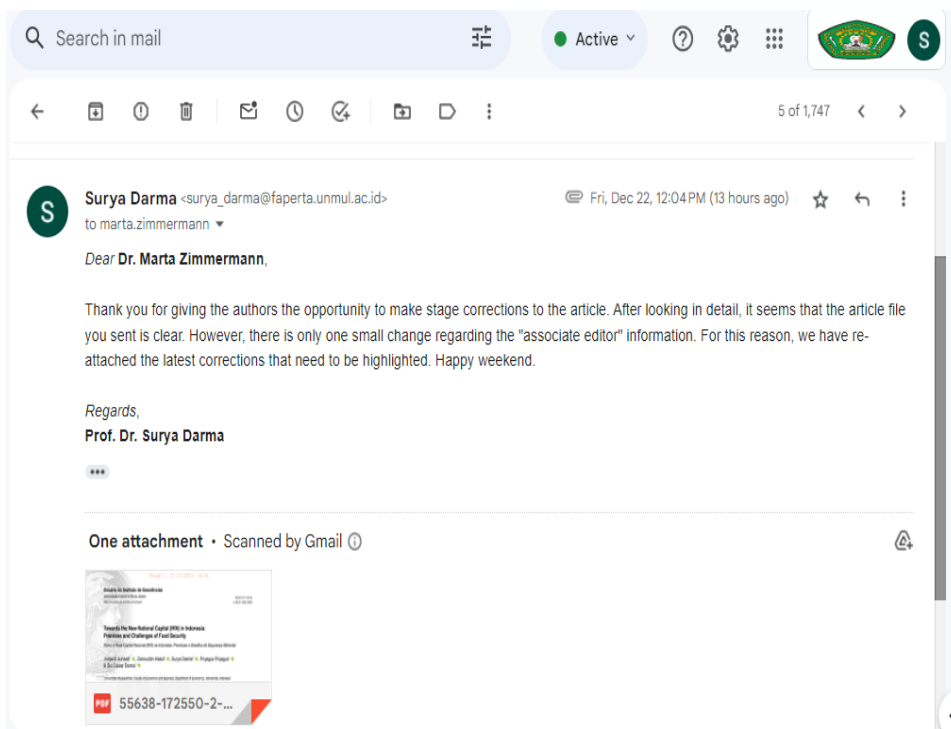 Search in mail
Active
S
5 of 1,747
S
Surya Darma <surya_darma@faperta.unmul.ac.id>
Fri, Dec 22, 12:04 PM (13 hours ago)
to marta.zimmermann
Dear Dr. Marta Zimmermann,
Thank you for giving the authors the opportunity to make stage corrections to the article. After looking in detail, it seems that the article file
you sent is clear. However, there is only one small change regarding the "associate editor" information. For this reason, we have re-
attached the latest corrections that need to be highlighted. Happy weekend.
Regards,
Prof. Dr. Surya Darma
One attachment • Scanned by Gmail
Towards the New National Capital (IKN) in Indonesia:
Premises and Challenges of Food Security
PDF 55638-172550-2-...